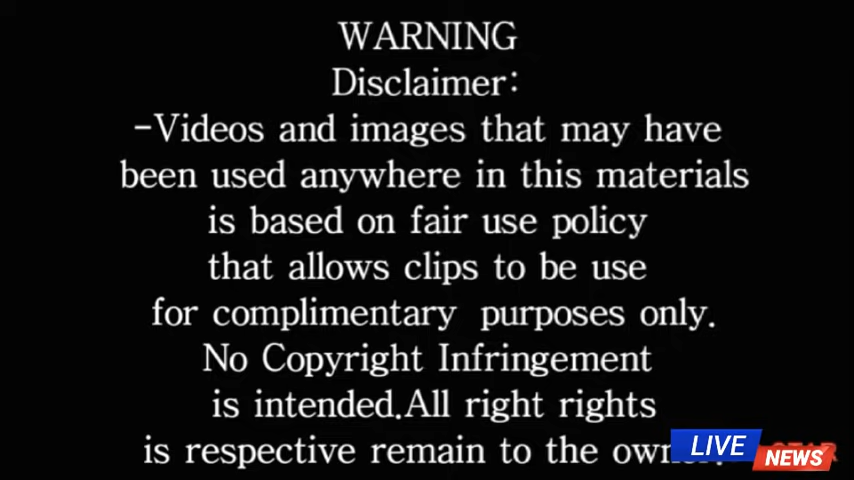 WARNING
Disclaimer:
-Videos and images that may have
been used anywhere in this materials
is based on fair use policy
that allows clips to be use
for complimentary purposes only.
No Copyright Infringement
is intended.All right rights
is respective remain to the owner.
LIVE
NEWS